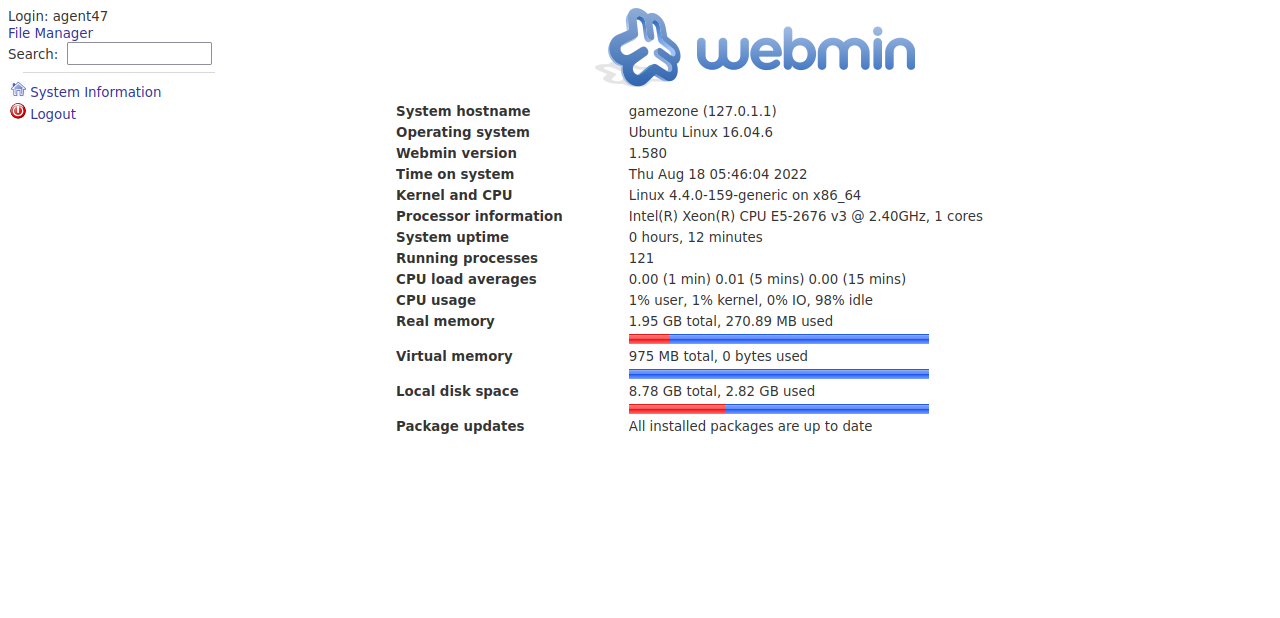 Login: agent47
File Manager
Search:
System Information
Logout
webmin
System hostname gamezone (127.0.1.1)
Operating system Ubuntu Linux 16.04.6
Webmin version 1.580
Time on system Thu Aug 18 05:46:04 2022
Kernel and CPU Linux 4.4.0-159-generic on x86_64
Processor information Intel(R) Xeon(R) CPU E5-2676 v3 @ 2.40GHz, 1 cores
System uptime 0 hours, 12 minutes
Running processes 121
CPU load averages 0.00 (1 min) 0.01 (5 mins) 0.00 (15 mins)
CPU usage 1% user, 1% kernel, 0% IO, 98% idle
Real memory 1.95 GB total, 270.89 MB used
Virtual memory 975 MB total, 0 bytes used
Local disk space 8.78 GB total, 2.82 GB used
Package updates All installed packages are up to date